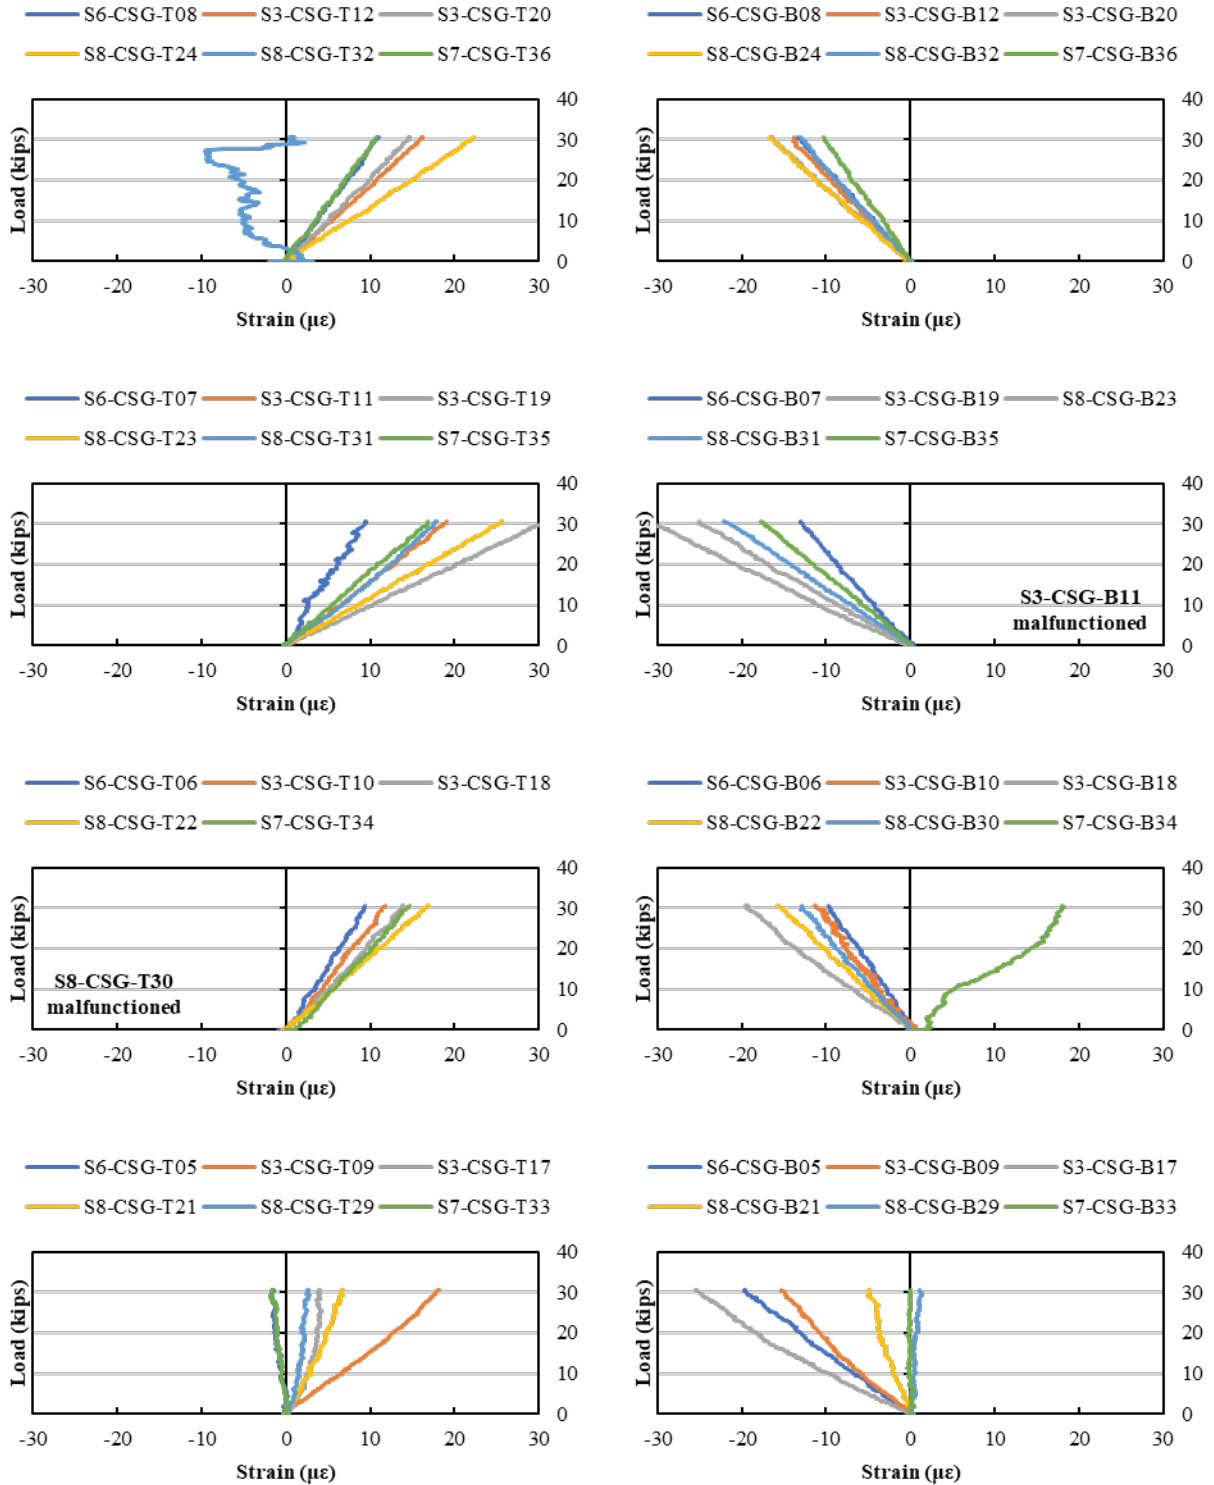 S6-CSG-T08 S3-CSG-T12 S3-CSG-T20
S8-CSG-T24 S8-CSG-T32 S7-CSG-T36
40
30
20
10
0
Load (kips)
-30 -20 -10 0 10 20 30
Strain (µε)
S6-CSG-B08 S3-CSG-B12 S3-CSG-B20
S8-CSG-B24 S8-CSG-B32 S7-CSG-B36
40
30
20
10
0
Load (kips)
-30 -20 -10 0 10 20 30
Strain (µε)
S6-CSG-T07 S3-CSG-T11 S3-CSG-T19
S8-CSG-T23 S8-CSG-T31 S7-CSG-T35
40
30
20
10
0
Load (kips)
-30 -20 -10 0 10 20 30
Strain (µε)
S6-CSG-B07 S3-CSG-B19 S8-CSG-B23
S8-CSG-B31 S7-CSG-B35
40
30
20
10
0
Load (kips)
S3-CSG-B11
malfunctioned
-30 -20 -10 0 10 20 30
Strain (µε)
S6-CSG-T06 S3-CSG-T10 S3-CSG-T18
S8-CSG-T22 S7-CSG-T34
40
30
20
10
0
Load (kips)
S8-CSG-T30
malfunctioned
-30 -20 -10 0 10 20 30
Strain (µε)
S6-CSG-B06 S3-CSG-B10 S3-CSG-B18
S8-CSG-B22 S8-CSG-B30 S7-CSG-B34
40
30
20
10
0
Load (kips)
-30 -20 -10 0 10 20 30
Strain (µε)
S6-CSG-T05 S3-CSG-T09 S3-CSG-T17
S8-CSG-T21 S8-CSG-T29 S7-CSG-T33
40
30
20
10
0
Load (kips)
-30 -20 -10 0 10 20 30
Strain (µε)
S6-CSG-B05 S3-CSG-B09 S3-CSG-B17
S8-CSG-B21 S8-CSG-B29 S7-CSG-B33
40
30
20
10
0
Load (kips)
-30 -20 -10 0 10 20 30
Strain (µε)